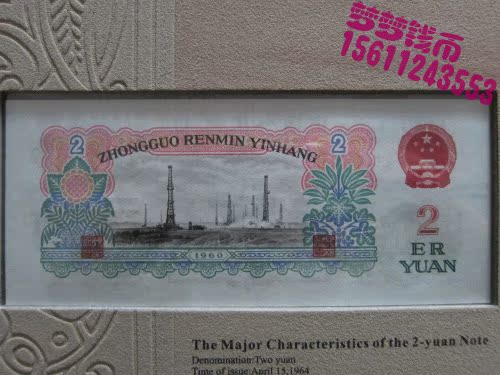 梦梦钱币
15611243553
2
2
ZHONGGUO RENMIN YINHANG
1960
2
ER
YUAN
The Major Characteristics of the 2-yuan Note
Denomination:Two yuan
Time of issue:April 15,1964